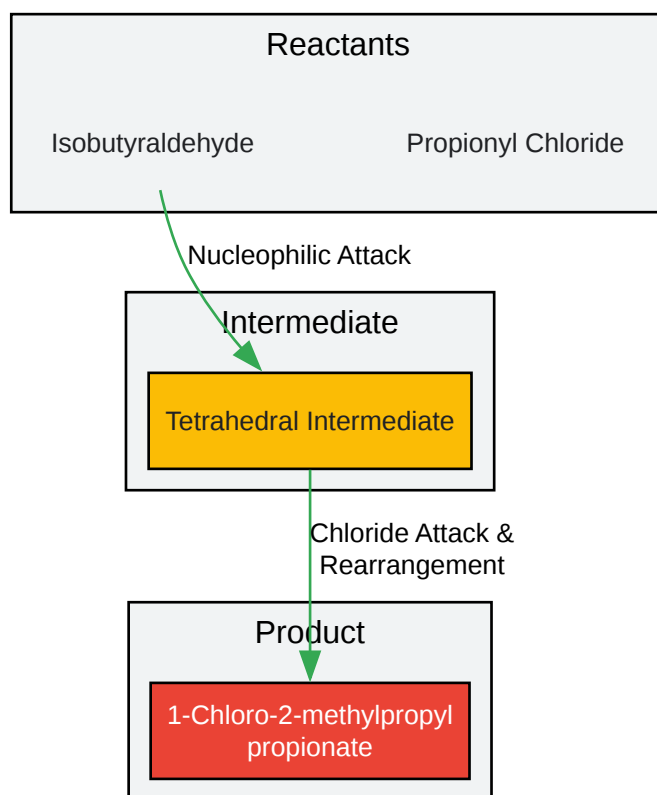 Reactants
Isobutyraldehyde
Propionyl Chloride
Nucleophilic Attack
Intermediate
Tetrahedral Intermediate
Chloride Attack &
Rearrangement
Product
1-Chloro-2-methylpropyl
propionate